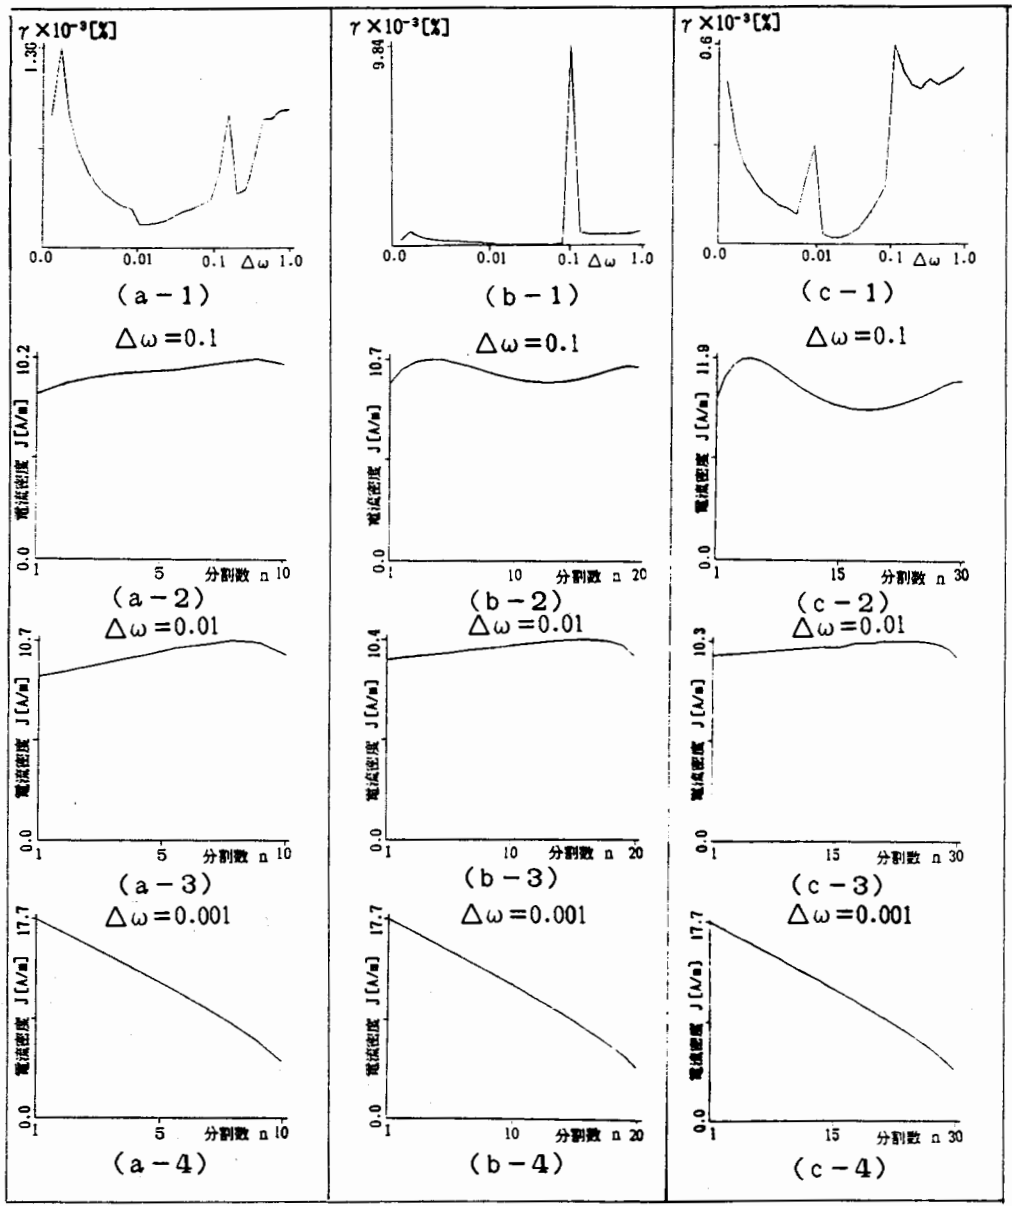 γ×10⁻³[%]
1.36
0.0 0.01 0.1 Δω 1.0
(a-1)
Δω=0.1
10.2
電流密度 J[A/m]
0.0
1 5 分割数 n 10
(a-2)
Δω=0.01
10.7
電流密度 J[A/m]
0.0
1 5 分割数 n 10
(a-3)
Δω=0.001
17.7
電流密度 J[A/m]
0.0
1 5 分割数 n 10
(a-4)
γ×10⁻³[%]
9.84
0.0 0.01 0.1 Δω 1.0
(b-1)
Δω=0.1
10.7
電流密度 J[A/m]
0.0
1 10 分割数 n 20
(b-2)
Δω=0.01
10.4
電流密度 J[A/m]
0.0
1 10 分割数 n 20
(b-3)
Δω=0.001
17.7
電流密度 J[A/m]
0.0
1 10 分割数 n 20
(b-4)
γ×10⁻³[%]
0.6
0.0 0.01 0.1 Δω 1.0
(c-1)
Δω=0.1
11.9
電流密度 J[A/m]
0.0
1 15 分割数 n 30
(c-2)
Δω=0.01
10.3
電流密度 J[A/m]
0.0
1 15 分割数 n 30
(c-3)
Δω=0.001
17.7
電流密度 J[A/m]
0.0
1 15 分割数 n 30
(c-4)